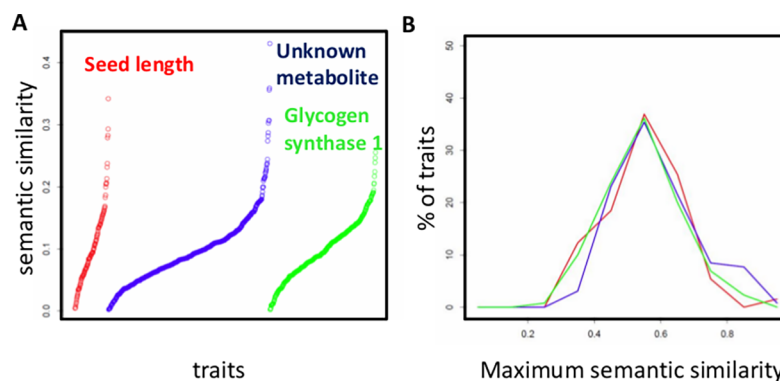 A
B
Seed length
Unknown
metabolite
Glycogen
synthase 1
semantic similarity
0.0
0.1
0.2
0.3
0.4
traits
% of traits
0
10
20
30
40
50
0.2
0.4
0.6
0.8
Maximum semantic similarity